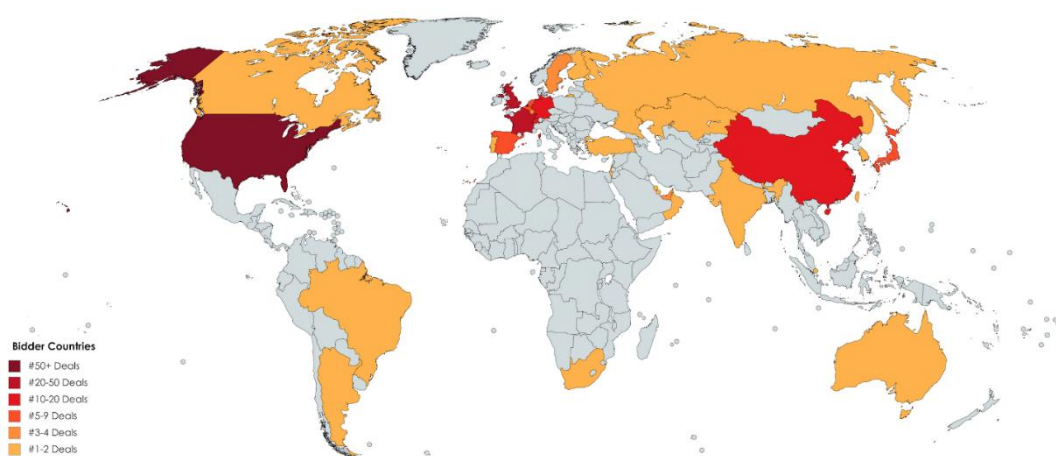 Bidder Countries
#50+ Deals
#20-50 Deals
#10-20 Deals
#5-9 Deals
#3-4 Deals
#1-2 Deals